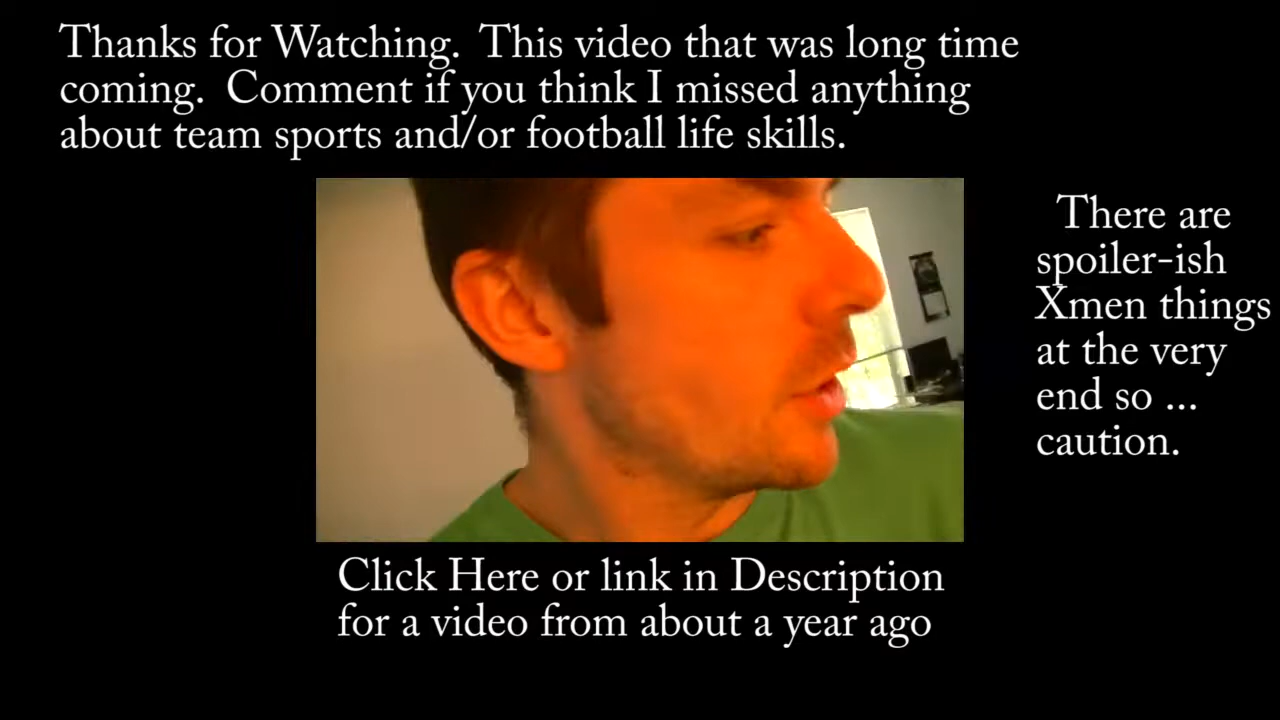 Thanks for Watching. This video that was long time
coming. Comment if you think I missed anything
about team sports and/or football life skills.
There are
spoiler-ish
Xmen things
at the very
end so ...
caution.
Click Here or link in Description
for a video from about a year ago